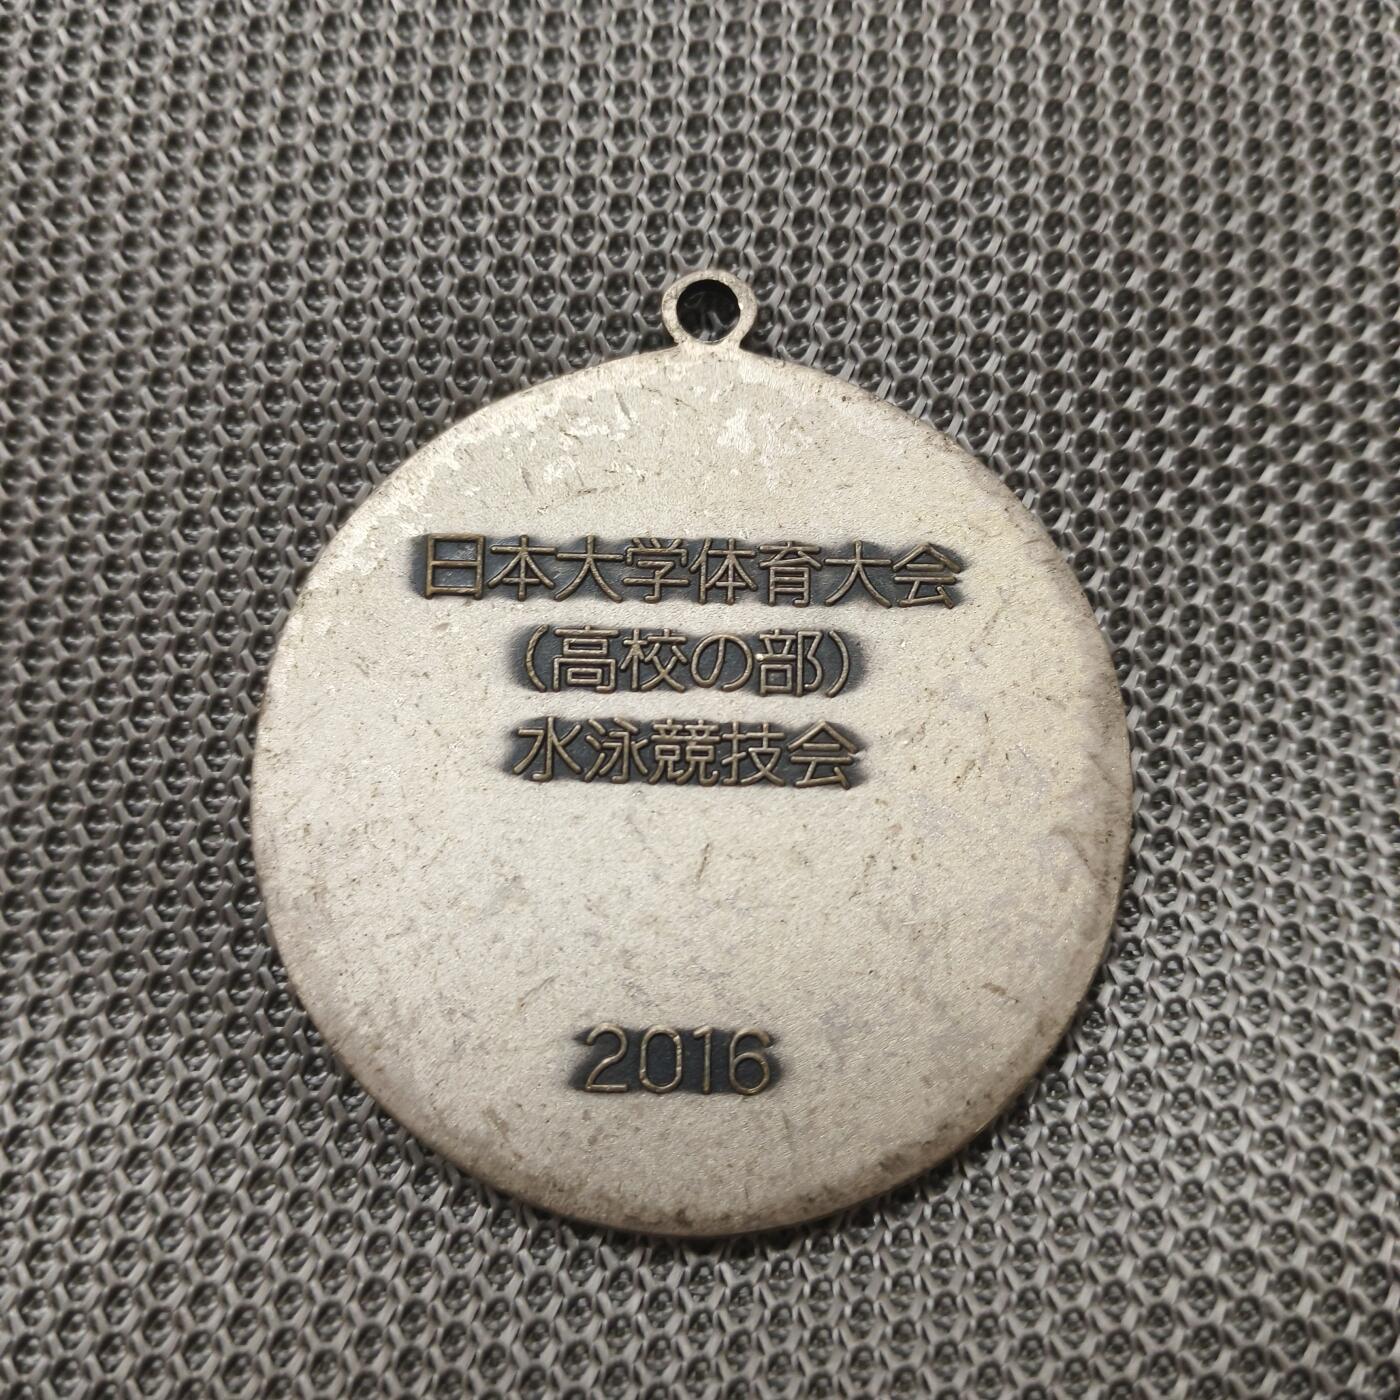 日本大学体育大会
(高校の部)
水泳競技会
2016